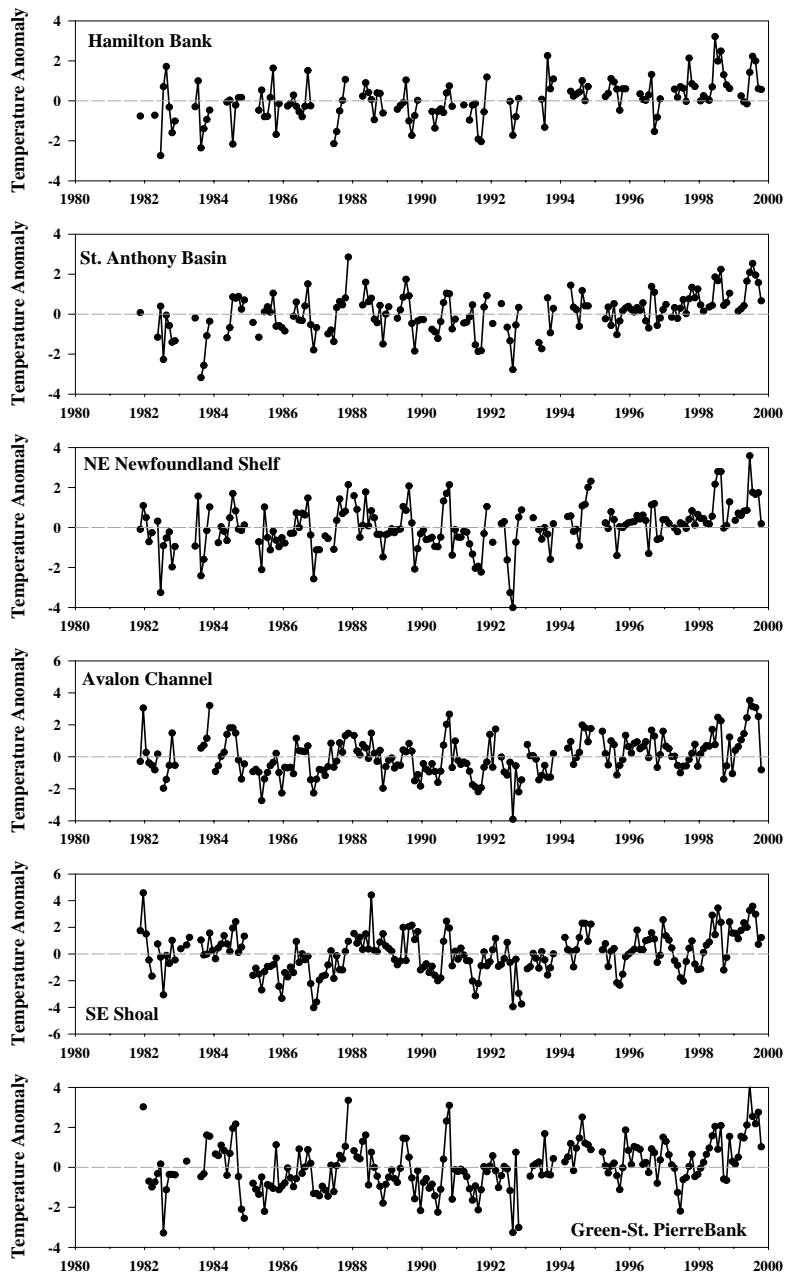 Temperature Anomaly
Hamilton Bank
4
2
0
-2
-4
1980 1982 1984 1986 1988 1990 1992 1994 1996 1998 2000
Temperature Anomaly
St. Anthony Basin
4
2
0
-2
-4
1980 1982 1984 1986 1988 1990 1992 1994 1996 1998 2000
Temperature Anomaly
NE Newfoundland Shelf
4
2
0
-2
-4
1980 1982 1984 1986 1988 1990 1992 1994 1996 1998 2000
Temperature Anomaly
Avalon Channel
6
4
2
0
-2
-4
1980 1982 1984 1986 1988 1990 1992 1994 1996 1998 2000
Temperature Anomaly
6
4
2
0
-2
-4
-6
SE Shoal
1980 1982 1984 1986 1988 1990 1992 1994 1996 1998 2000
Temperature Anomaly
4
2
0
-2
-4
Green-St. PierreBank
1980 1982 1984 1986 1988 1990 1992 1994 1996 1998 2000